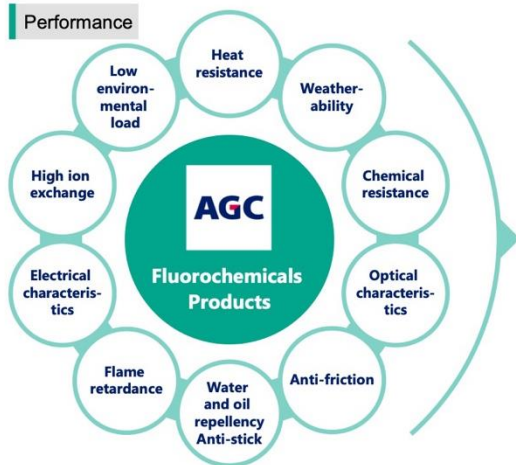 Performance
Heat
resistance
Weather-
ability
Chemical
resistance
Optical
characteris-
tics
Anti-friction
Water
and oil
repellency
Anti-stick
Flame
retardance
Electrical
characteris-
tics
High ion
exchange
Low
environ-
mental
load
AGC
Fluorochemicals
Products